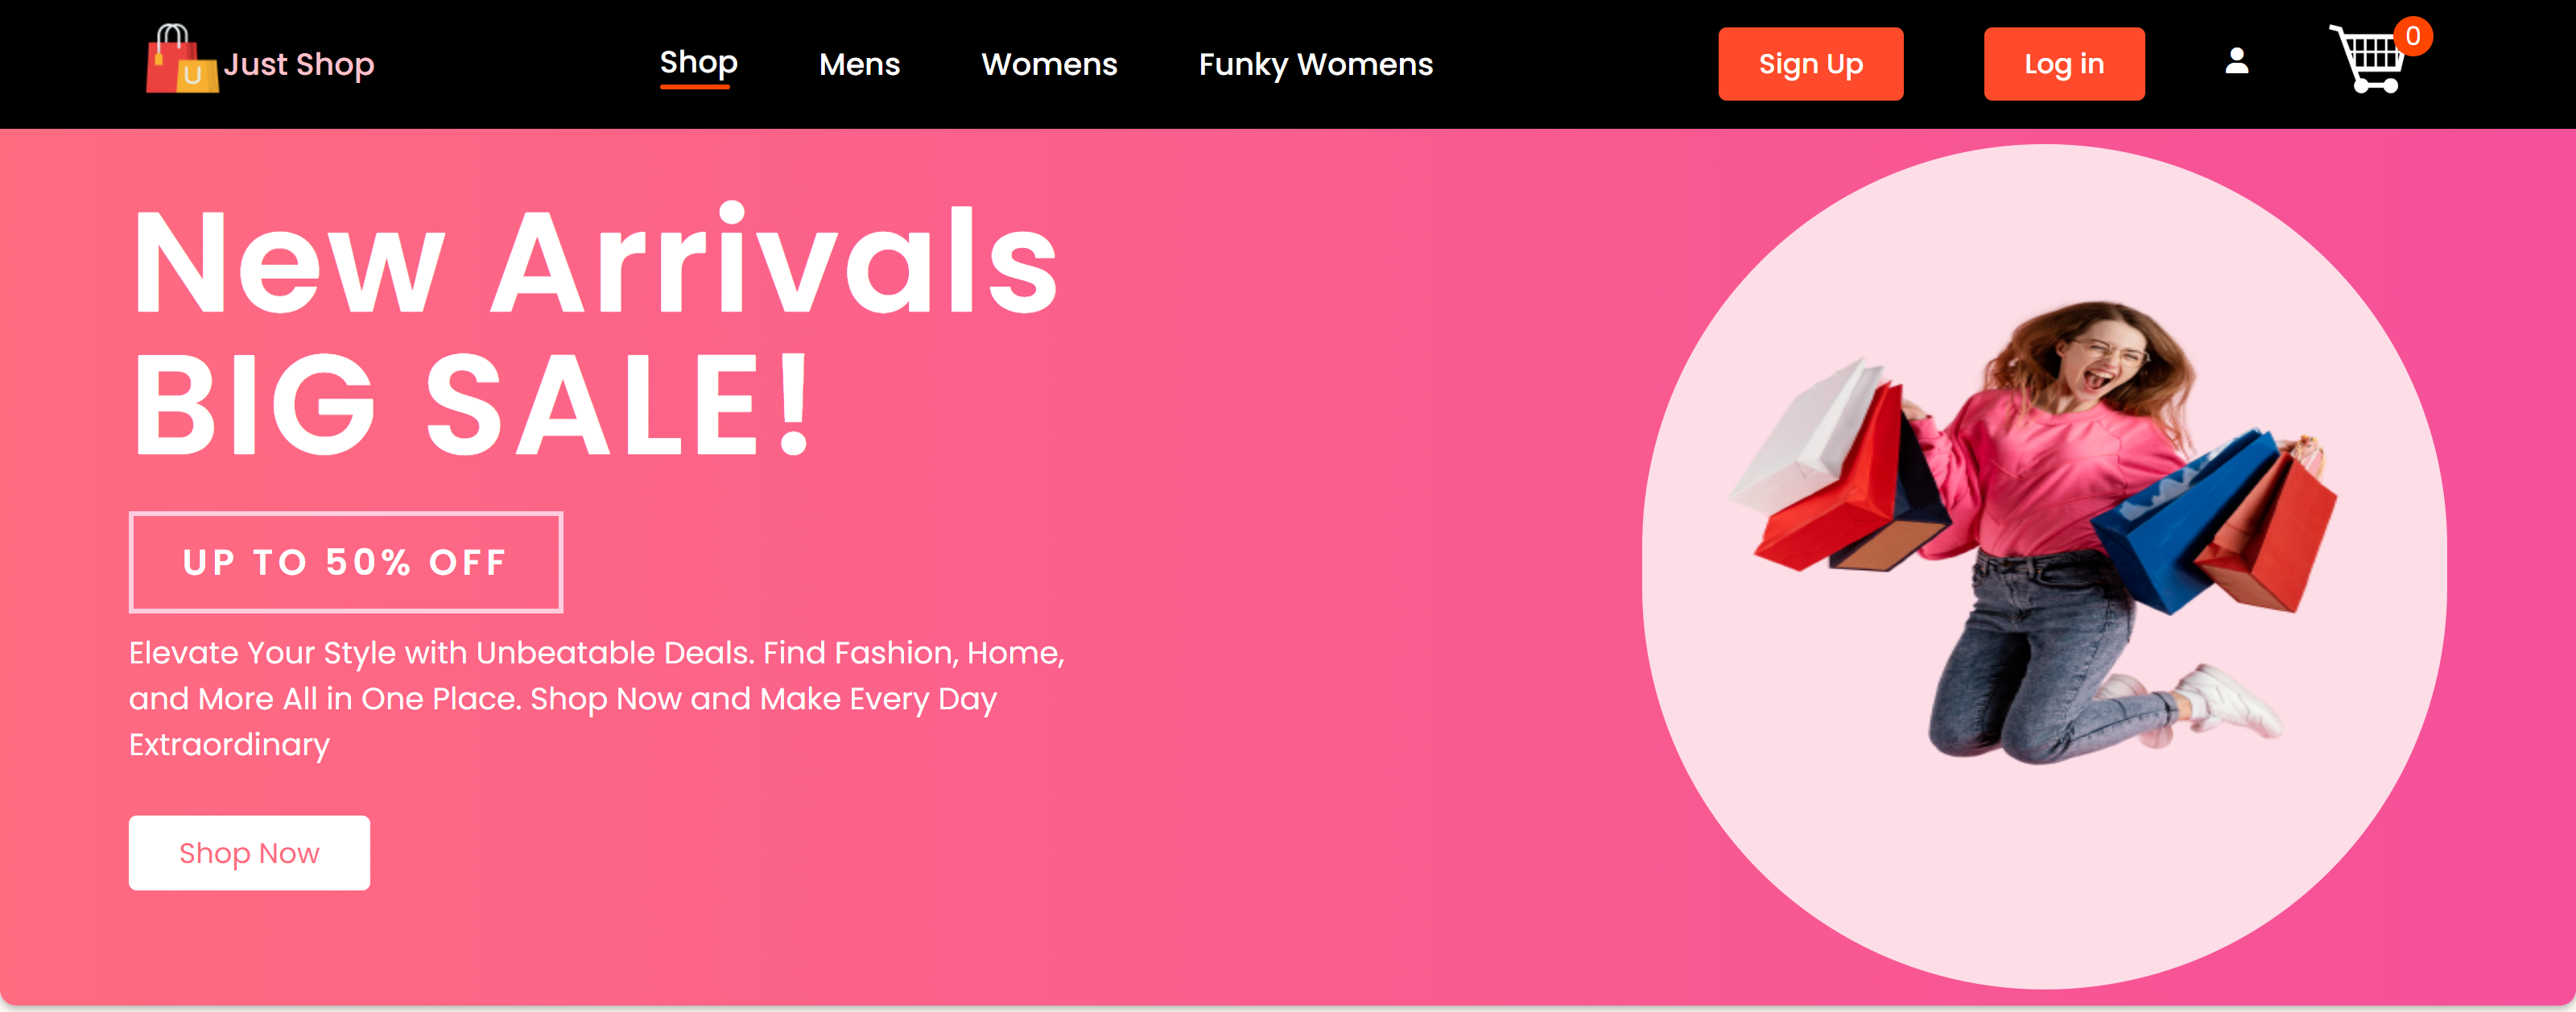 U
Just Shop
Shop
Mens
Womens
Funky Womens
Sign Up
Log in
0
New Arrivals
BIG SALE!
UP TO 50% OFF
Elevate Your Style with Unbeatable Deals. Find Fashion, Home,
and More All in One Place. Shop Now and Make Every Day
Extraordinary
Shop Now